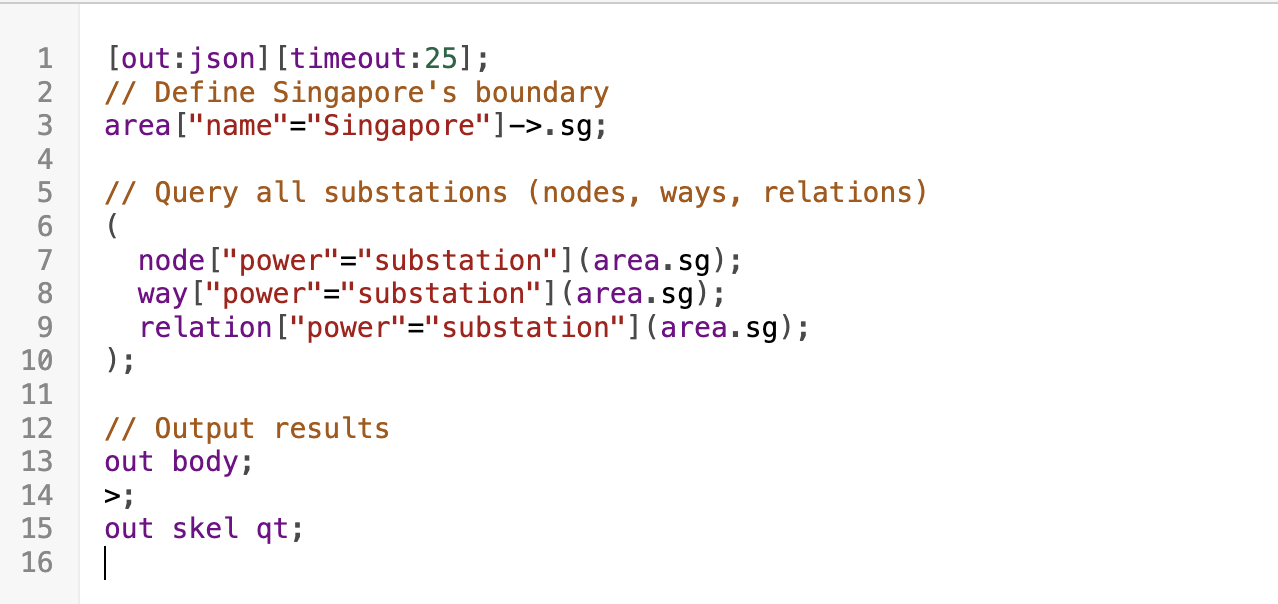 1 [out:json][timeout:25];
2 // Define Singapore's boundary
3 area["name"="Singapore"]->.sg;
4
5 // Query all substations (nodes, ways, relations)
6 (
7   node["power"="substation"](area.sg);
8   way["power"="substation"](area.sg);
9   relation["power"="substation"](area.sg);
10 );
11
12 // Output results
13 out body;
14 >;
15 out skel qt;
16